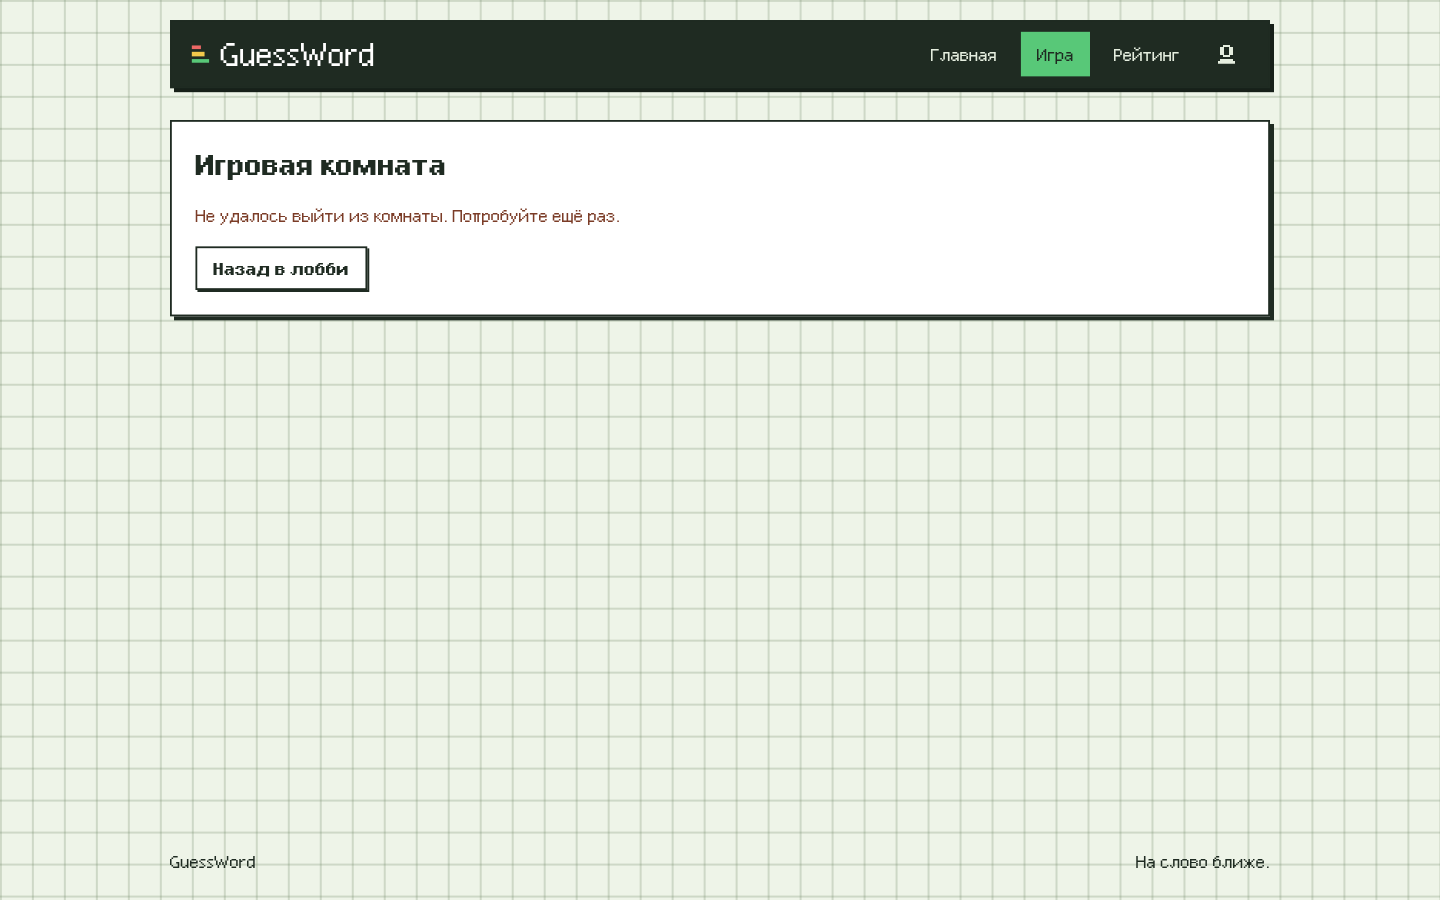 GuessWord
Главная
Игра
Рейтинг
Игровая комната
Не удалось выйти из комнаты. Попробуйте ещё раз.
Назад в лобби
GuessWord
На слово ближе.